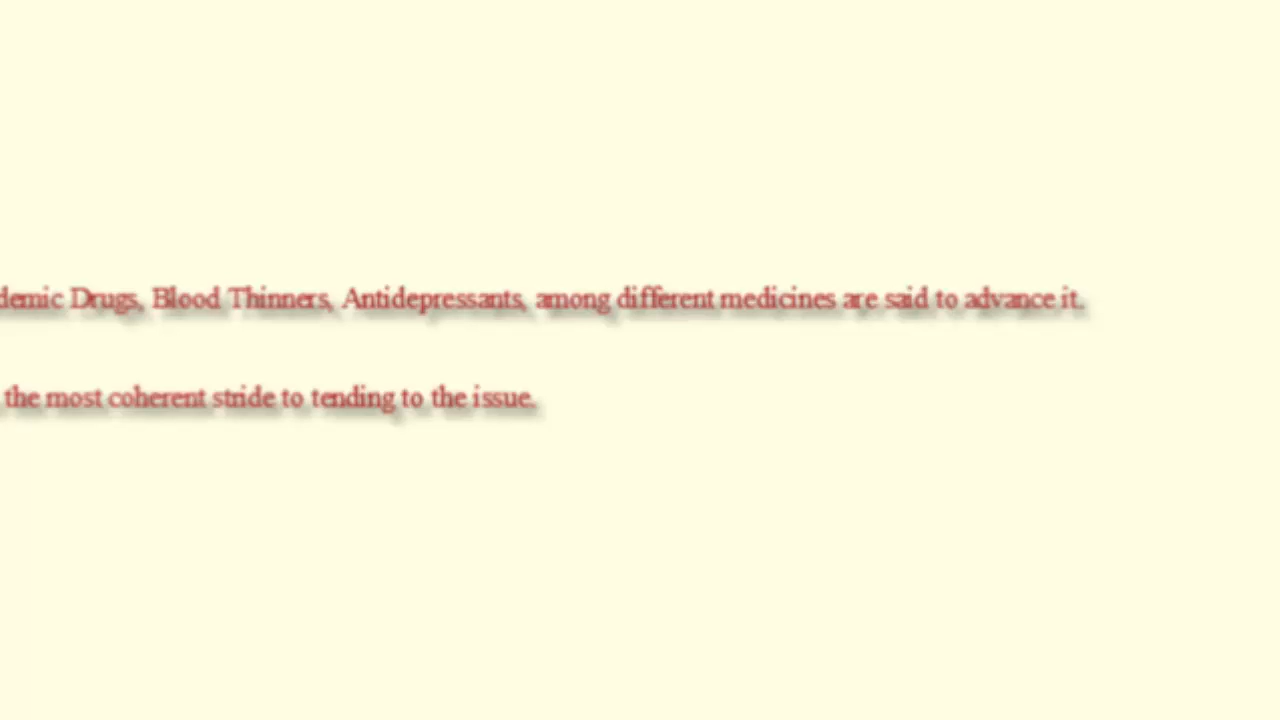 demic Drugs, Blood Thinners, Antidepressants, among different medicines are said to advance it.
the most coherent stride to tending to the issue.